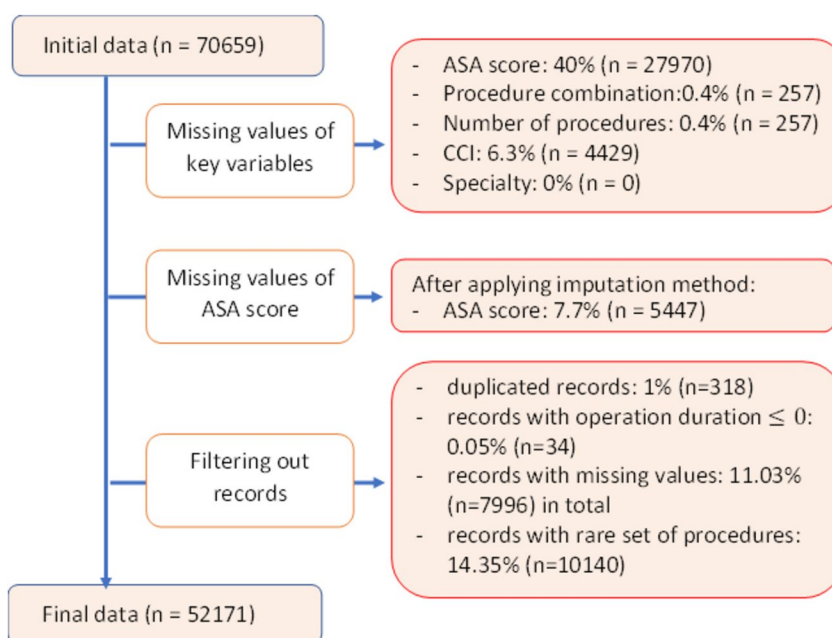 Initial data (n = 70659)
Missing values of
key variables
- ASA score: 40% (n = 27970)
- Procedure combination:0.4% (n = 257)
- Number of procedures: 0.4% (n = 257)
- CCI: 6.3% (n = 4429)
- Specialty: 0% (n = 0)
Missing values of
ASA score
After applying imputation method:
- ASA score: 7.7% (n = 5447)
Filtering out
records
- duplicated records: 1% (n=318)
- records with operation duration ≤ 0:
0.05% (n=34)
- records with missing values: 11.03%
(n=7996) in total
- records with rare set of procedures:
14.35% (n=10140)
Final data (n = 52171)